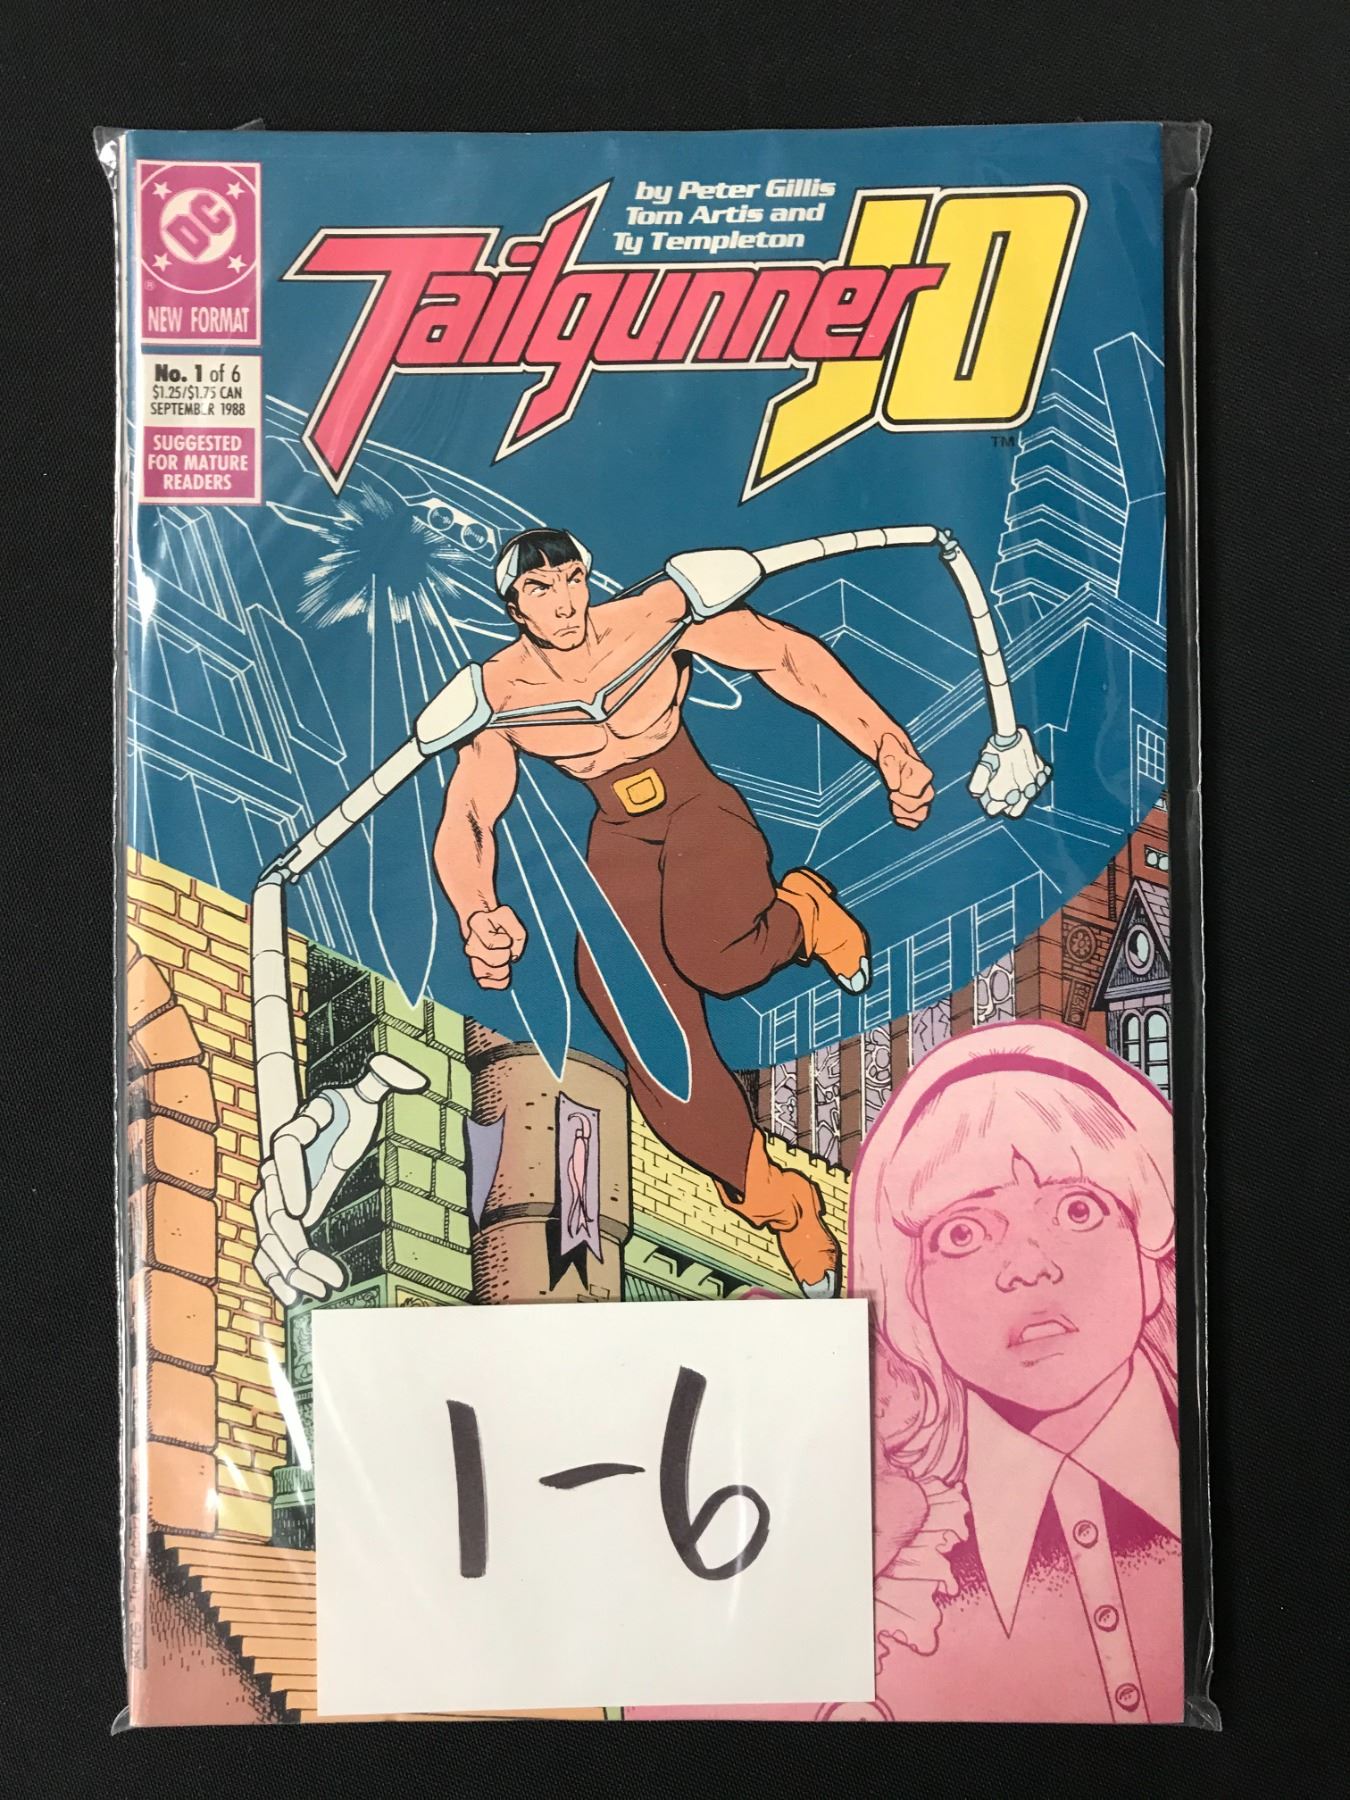 DC
®
NEW FORMAT
No. 1 of 6
$1.25/$1.75 CAN
SEPTEMBER 1988
SUGGESTED
FOR MATURE
READERS
by Peter Gillis
Tom Artis and
Ty Templeton
Tailgunner JO
TM
1-6